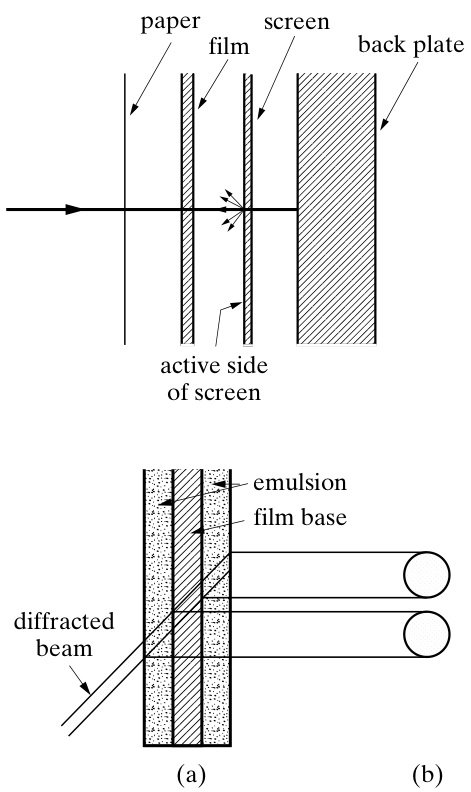 paper
film
screen
back plate
active side
of screen
emulsion
film base
diffracted
beam
(a)
(b)